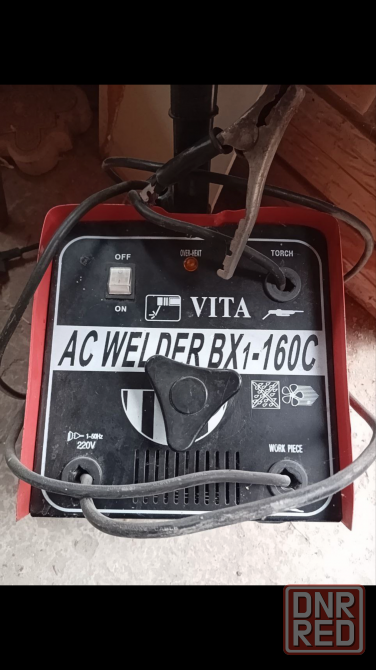 OFF
OVER-HEAT
TORCH
ON
VITA
AC WELDER BX1-160C
1~50Hz
220V
WORK PIECE
DNR
RED